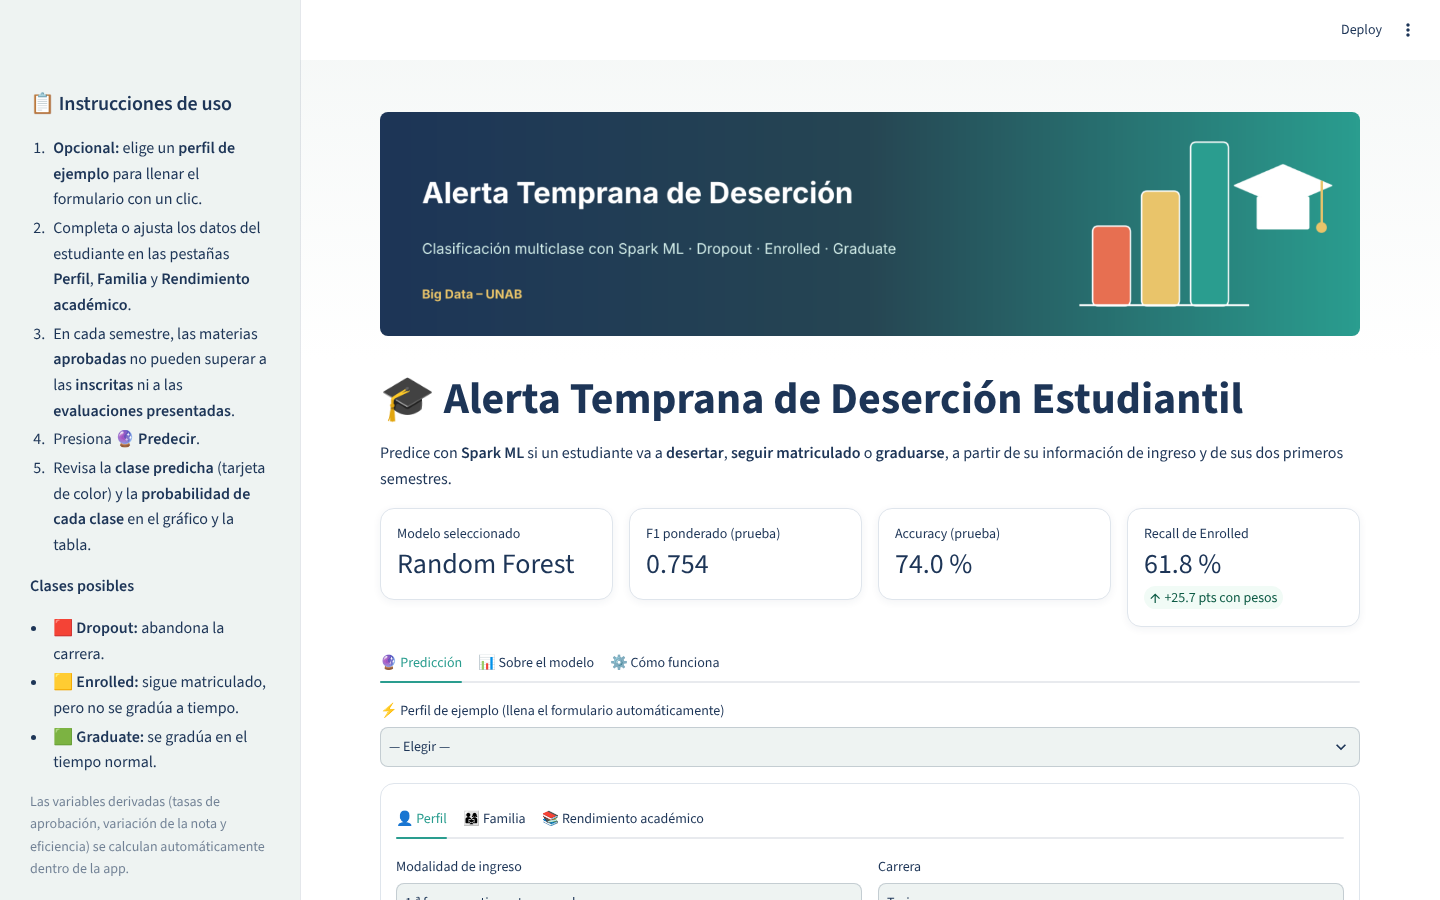 Deploy
📋 Instrucciones de uso
1. Opcional: elige un perfil de
ejemplo para llenar el
formulario con un clic.
2. Completa o ajusta los datos del
estudiante en las pestañas
Perfil, Familia y Rendimiento
académico.
3. En cada semestre, las materias
aprobadas no pueden superar a
las inscritas ni a las
evaluaciones presentadas.
4. Presiona 🔮 Predecir.
5. Revisa la clase predicha (tarjeta
de color) y la probabilidad de
cada clase en el gráfico y la
tabla.
Clases posibles
• 🟥 Dropout: abandona la
carrera.
• 🟨 Enrolled: sigue matriculado,
pero no se gradúa a tiempo.
• 🟩 Graduate: se gradúa en el
tiempo normal.
Las variables derivadas (tasas de
aprobación, variación de la nota y
eficiencia) se calculan automáticamente
dentro de la app.
Alerta Temprana de Deserción
Clasificación multiclase con Spark ML · Dropout · Enrolled · Graduate
Big Data – UNAB
🎓 Alerta Temprana de Deserción Estudiantil
Predice con Spark ML si un estudiante va a desertar, seguir matriculado o graduarse, a partir de su información de ingreso y de sus dos primeros
semestres.
Modelo seleccionado
Random Forest
F1 ponderado (prueba)
0.754
Accuracy (prueba)
74.0 %
Recall de Enrolled
61.8 %
↑ +25.7 pts con pesos
🔮 Predicción 📊 Sobre el modelo ⚙️ Cómo funciona
⚡ Perfil de ejemplo (llena el formulario automáticamente)
— Elegir —
👤 Perfil 👨‍👩‍👧 Familia 📚 Rendimiento académico
Modalidad de ingreso
Carrera